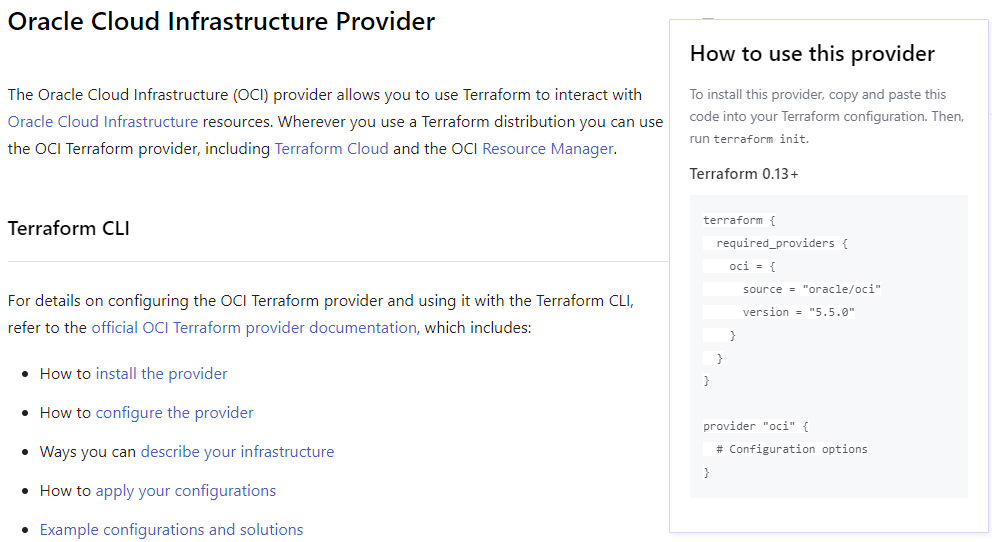 Oracle Cloud Infrastructure Provider
The Oracle Cloud Infrastructure (OCI) provider allows you to use Terraform to interact with
Oracle Cloud Infrastructure resources. Wherever you use a Terraform distribution you can use
the OCI Terraform provider, including Terraform Cloud and the OCI Resource Manager.
Terraform CLI
For details on configuring the OCI Terraform provider and using it with the Terraform CLI,
refer to the official OCI Terraform provider documentation, which includes:
• How to install the provider
• How to configure the provider
• Ways you can describe your infrastructure
• How to apply your configurations
• Example configurations and solutions
How to use this provider
To install this provider, copy and paste this
code into your Terraform configuration. Then,
run terraform init.
Terraform 0.13+
terraform {
  required_providers {
    oci = {
      source = "oracle/oci"
      version = "5.5.0"
    }
  }
}

provider "oci" {
  # Configuration options
}